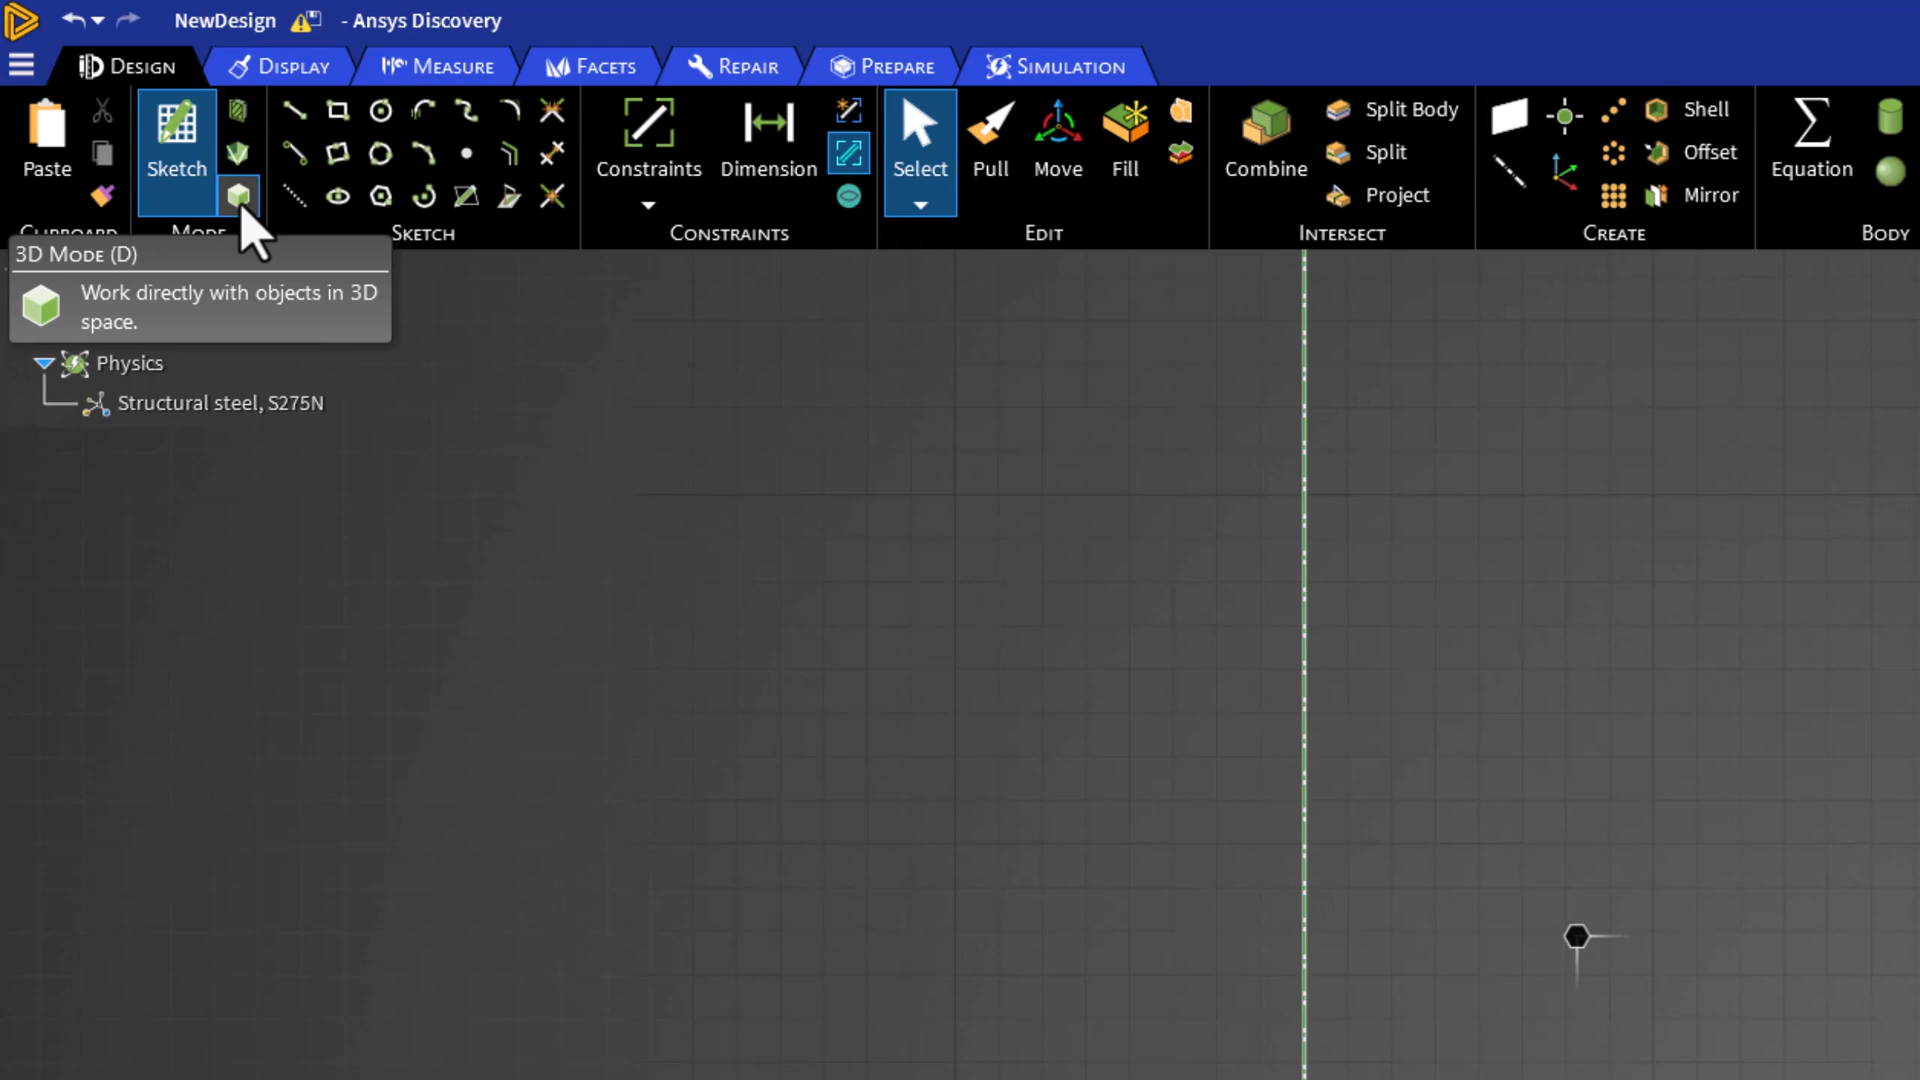 NewDesign - Ansys Discovery
DESIGN DISPLAY MEASURE FACETS REPAIR PREPARE SIMULATION
Paste Sketch Constraints Dimension Select Pull Move Fill Combine Split Body Split Project Shell Offset Mirror Equation
CLIPBOARD MODE SKETCH CONSTRAINTS EDIT INTERSECT CREATE BODY
3D MODE (D)
Work directly with objects in 3D
space.
Physics
Structural steel, S275N